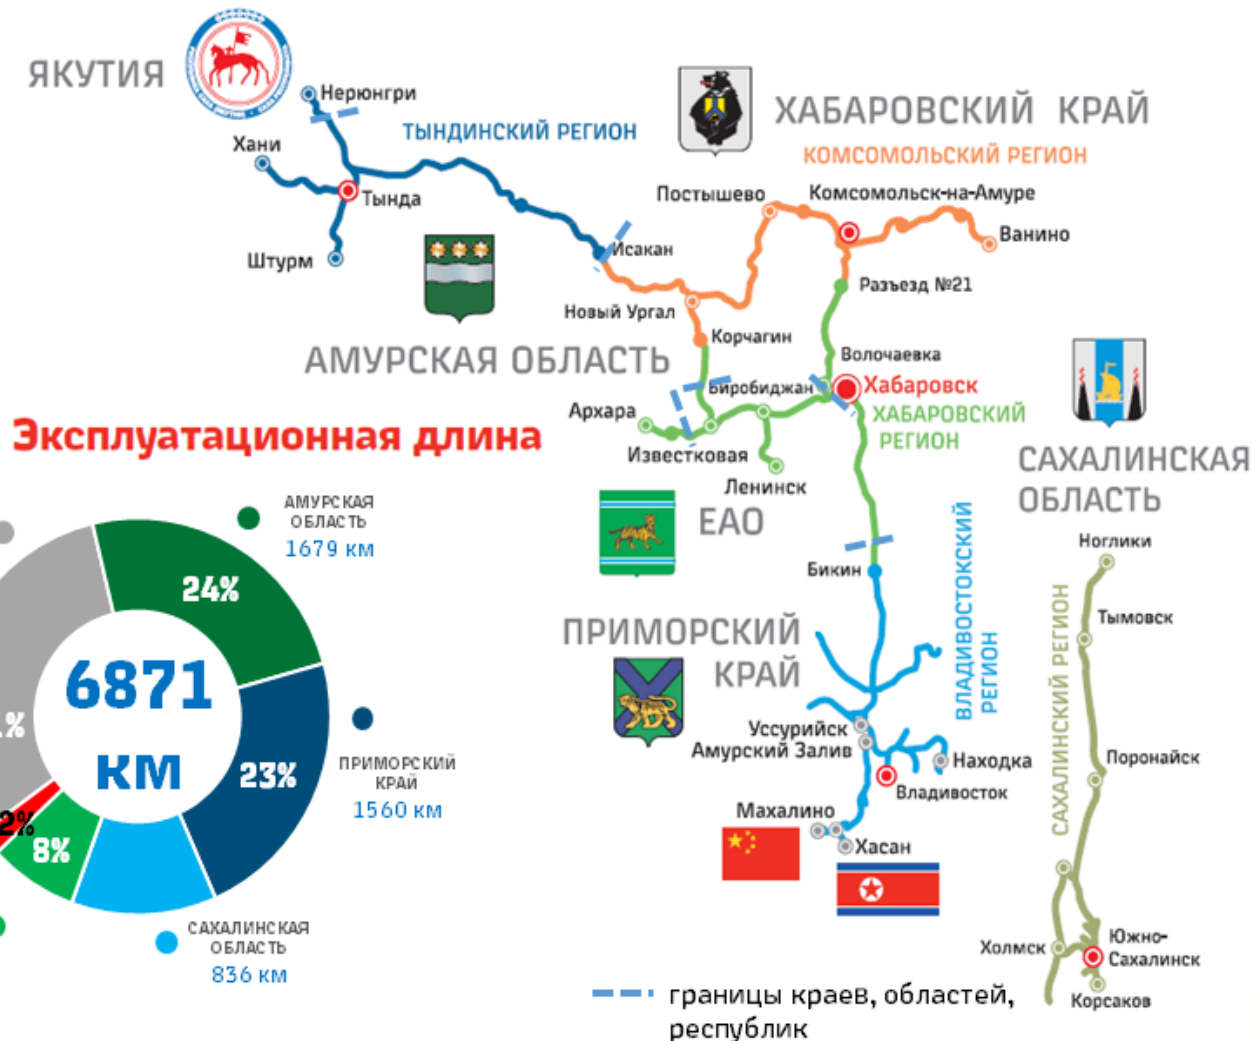 ЯКУТИЯ
Нерюнгри
Хани
ТЫНДИНСКИЙ РЕГИОН
Тында
Штурм
ХАБАРОВСКИЙ КРАЙ
КОМСОМОЛЬСКИЙ РЕГИОН
Постышево
Комсомольск-на-Амуре
Ванино
Исакан
Разъезд №21
Новый Ургал
Корчагин
АМУРСКАЯ ОБЛАСТЬ
Волочаевка
Биробиджан
Хабаровск
Архара
ХАБАРОВСКИЙ
РЕГИОН
Известковая
Ленинск
ЕАО
САХАЛИНСКАЯ
ОБЛАСТЬ
Эксплуатационная длина
АМУРСКАЯ
ОБЛАСТЬ
1679 км
24%
6871
км
23%
ПРИМОРСКИЙ
КРАЙ
1560 км
%
2%
8%
САХАЛИНСКАЯ
ОБЛАСТЬ
836 км
Бикин
ВЛАДИВОСТОКСКИЙ
РЕГИОН
ПРИМОРСКИЙ
КРАЙ
Уссурийск
Амурский Залив
Находка
Владивосток
Махалино
Хасан
Ноглики
Тымовск
САХАЛИНСКИЙ РЕГИОН
Поронайск
Холмск
Южно-
Сахалинск
Корсаков
границы краев, областей,
республик